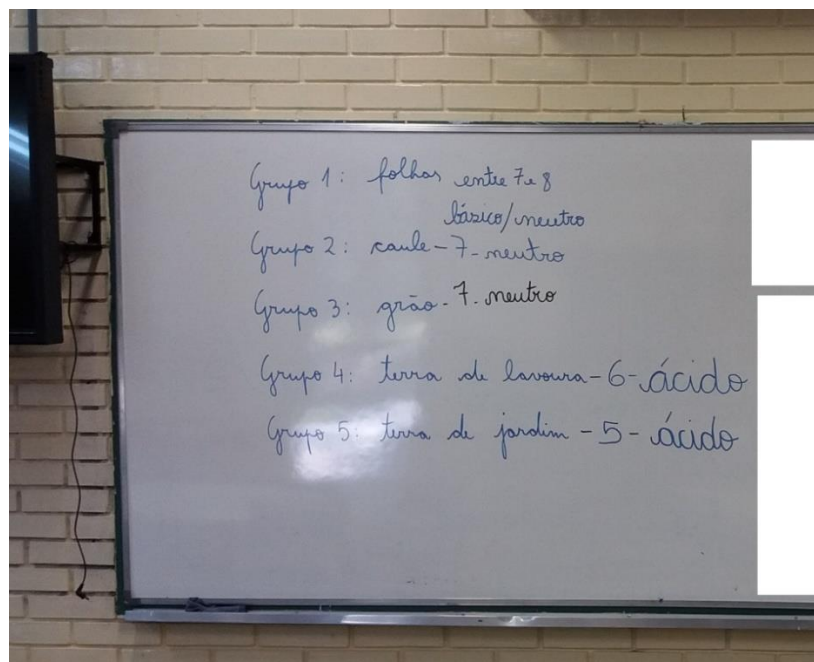 Grupo 1: folhas entre 7 e 8
básico/neutro
Grupo 2: caule - 7 - neutro
Grupo 3: grão - 7 - neutro
Grupo 4: terra de lavoura - 6 - ácido
Grupo 5: terra de jardim - 5 - ácido